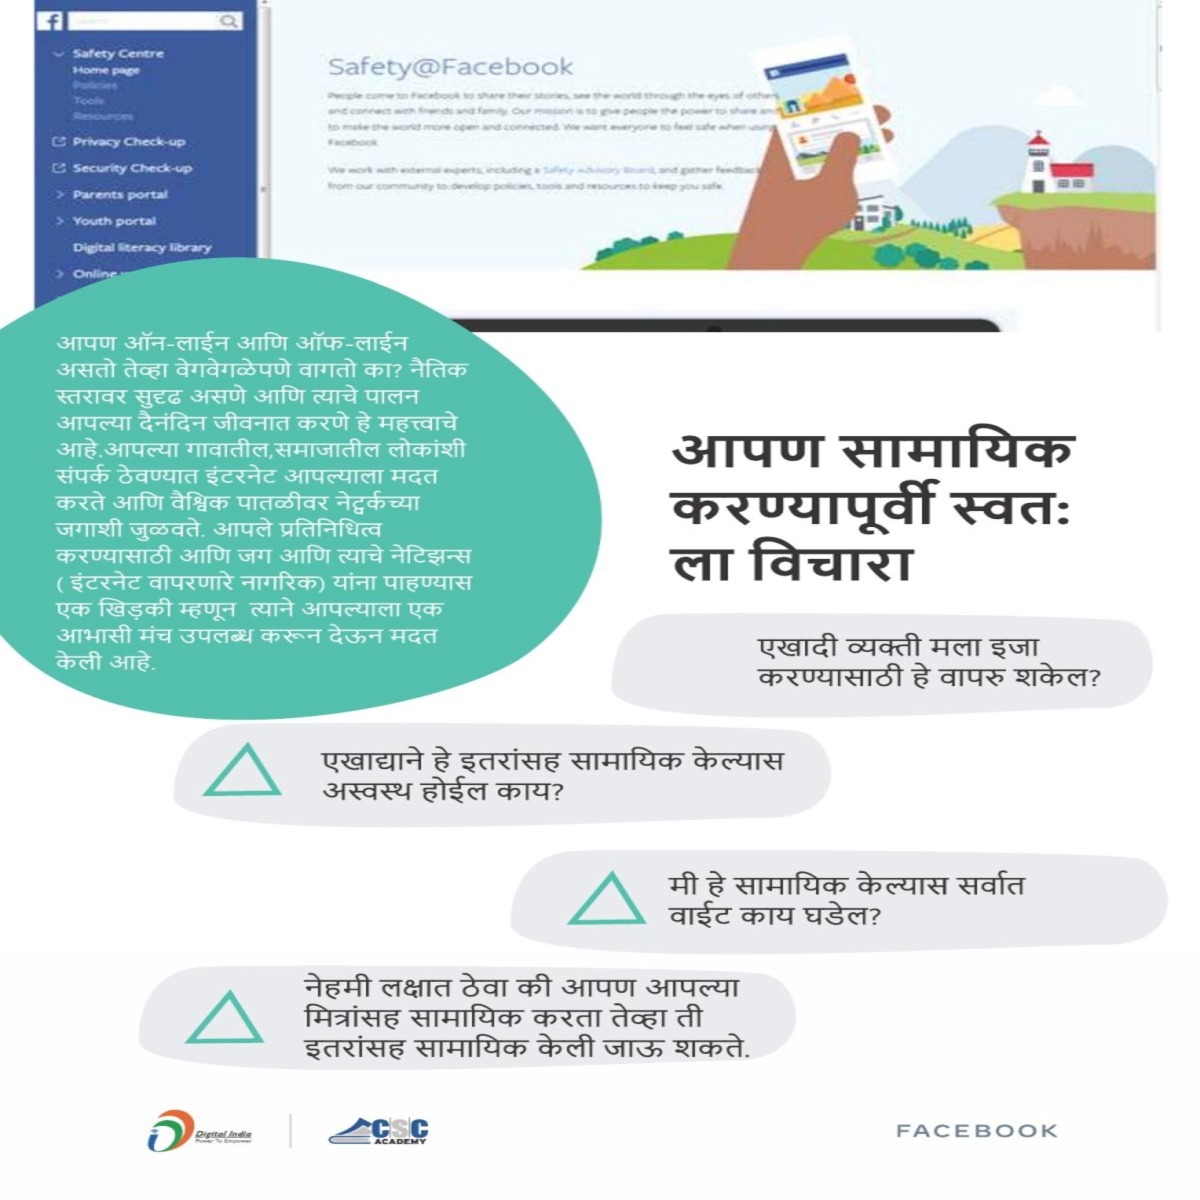 Safety Centre
Home page
Policies
Tools
Resources
Privacy Check-up
Security Check-up
Parents portal
Youth portal
Digital literacy library
Online
Safety@Facebook
People come to Facebook to share their stories, see the world through the eyes of others
and connect with friends and family. Our mission is to give people the power to share and
to make the world more open and connected. We want everyone to feel safe when using
Facebook.
We work with external experts, including a Safety Advisory Board, and gather feedback
from our community to develop policies, tools and resources to keep you safe.
आपण ऑन-लाईन आणि ऑफ-लाईन
असतो तेव्हा वेगवेगळेपणे वागतो का? नैतिक
स्तरावर सुदृढ असणे आणि त्याचे पालन
आपल्या दैनंदिन जीवनात करणे हे महत्त्वाचे
आहे.आपल्या गावातील,समाजातील लोकांशी
संपर्क ठेवण्यात इंटरनेट आपल्याला मदत
करते आणि वैश्विक पातळीवर नेटवर्कच्या
जगाशी जुळवते. आपले प्रतिनिधित्व
करण्यासाठी आणि जग आणि त्याचे नेटिझन्स
( इंटरनेट वापरणारे नागरिक) यांना पाहण्यास
एक खिड़की म्हणून त्याने आपल्याला एक
आभासी मंच उपलब्ध करून देऊन मदत
केली आहे.
आपण सामायिक
करण्यापूर्वी स्वतः
ला विचारा
एखादी व्यक्ती मला इजा
करण्यासाठी हे वापरु शकेल?
एखाद्याने हे इतरांसह सामायिक केल्यास
अस्वस्थ होईल काय?
मी हे सामायिक केल्यास सर्वात
वाईट काय घडेल?
नेहमी लक्षात ठेवा की आपण आपल्या
मित्रांसह सामायिक करता तेव्हा ती
इतरांसह सामायिक केली जाऊ शकते.
Digital India
Power To Empower
CSC
ACADEMY
FACEBOOK